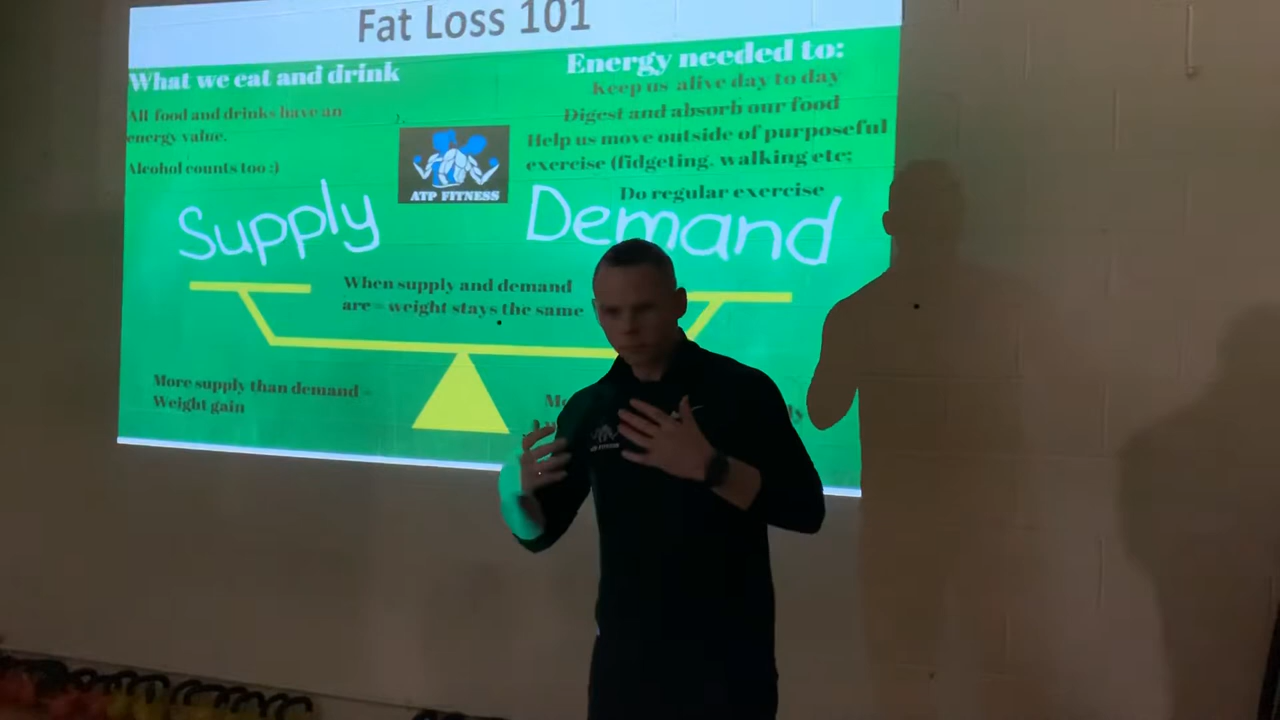 Fat Loss 101
What we eat and drink
All food and drinks have an
energy value.
Alcohol counts too :)
Energy needed to:
Keep us alive day to day
Digest and absorb our food
Help us move outside of purposeful
exercise (fidgeting. walking etc;
Do regular exercise
ATP FITNESS
Supply
Demand
When supply and demand
are = weight stays the same
More supply than demand =
Weight gain